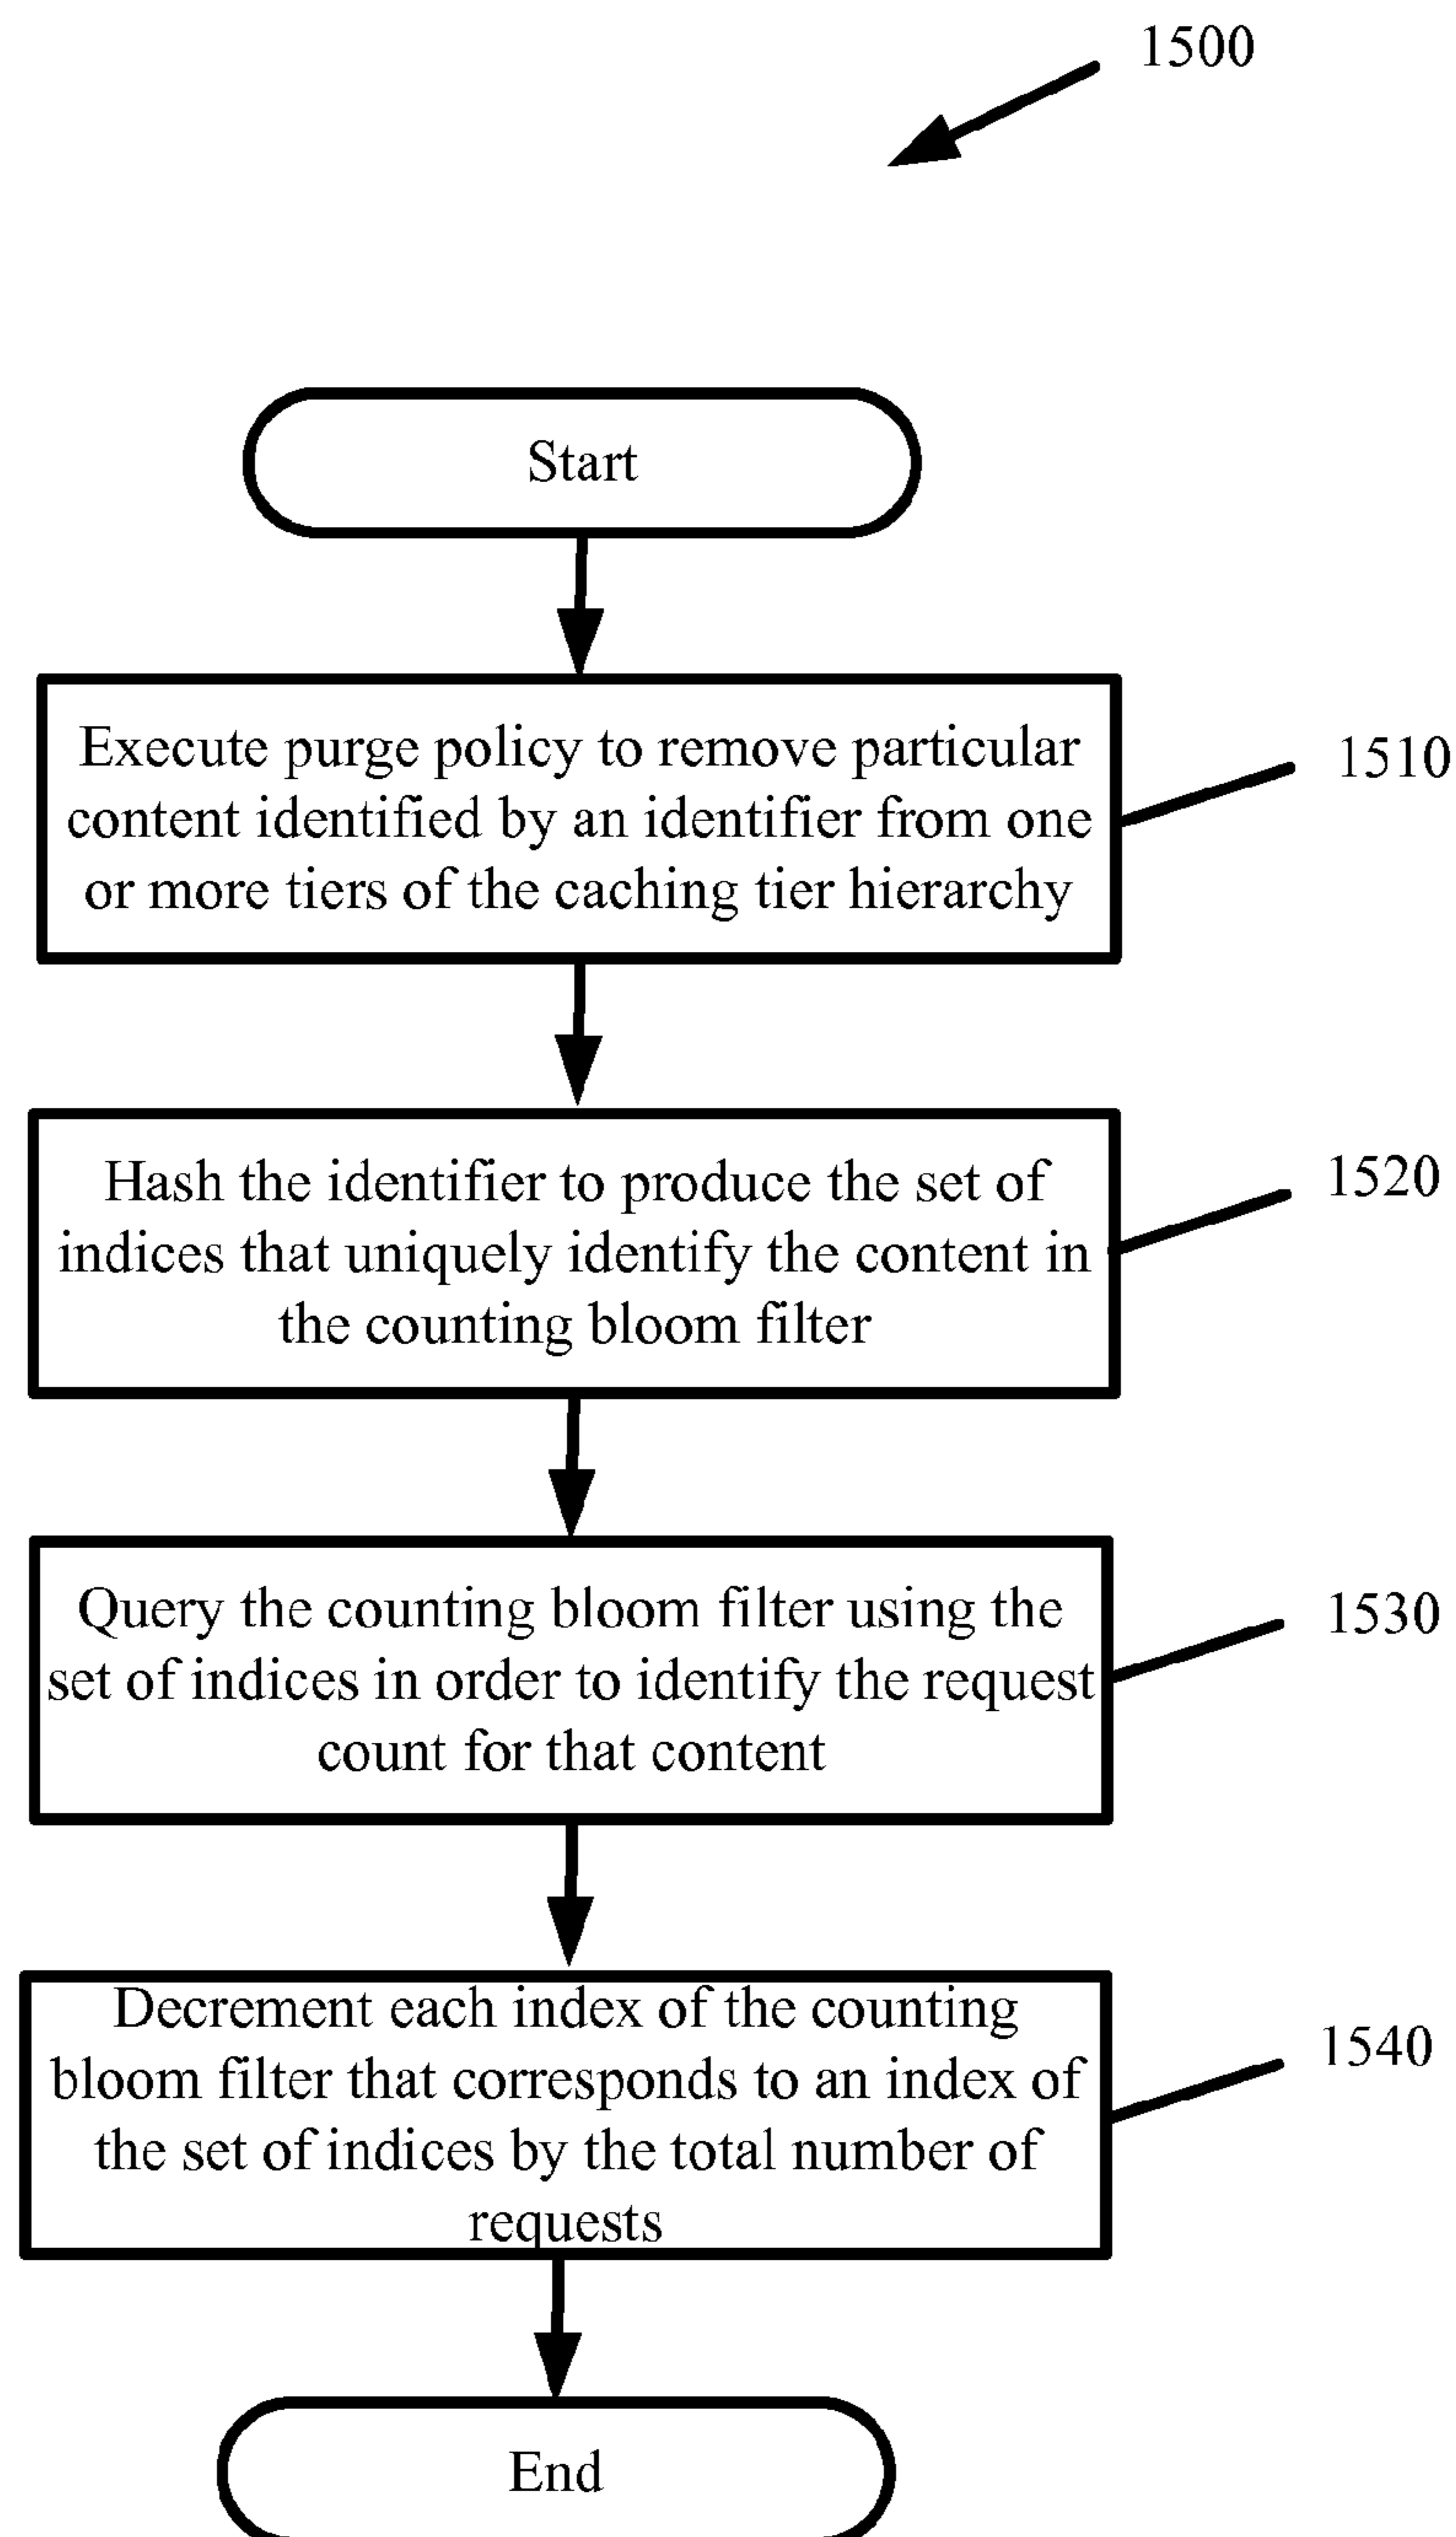 1500
Start
Execute purge policy to remove particular
content identified by an identifier from one
or more tiers of the caching tier hierarchy
1510
Hash the identifier to produce the set of
indices that uniquely identify the content in
the counting bloom filter
1520
Query the counting bloom filter using the
set of indices in order to identify the request
count for that content
1530
Decrement each index of the counting
bloom filter that corresponds to an index of
the set of indices by the total number of
requests
1540
End